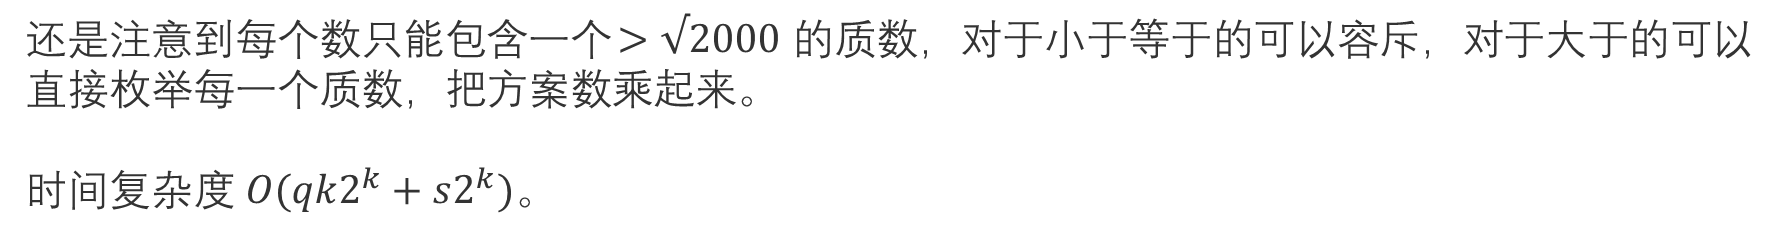 还是注意到每个数只能包含一个> √2000 的质数，对于小于等于的可以容斥，对于大于的可以
直接枚举每一个质数，把方案数乘起来。
时间复杂度 O(qk2^k + s2^k)。